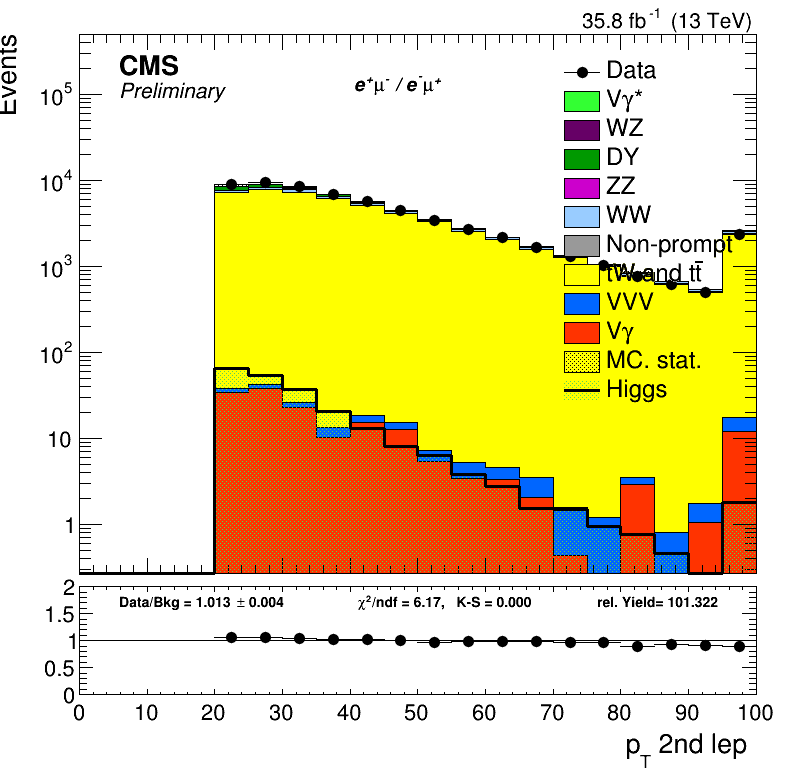 35.8 fb⁻¹ (13 TeV)
Events
CMS
Preliminary
e⁺μ⁻ / e⁻μ⁺
Data
Vγ*
WZ
DY
ZZ
WW
Non-prompt
tW and tt̄
VVV
Vγ
MC. stat.
Higgs
10⁵
10⁴
10³
10²
10
1
Data/Bkg = 1.013 ± 0.004
χ²/ndf = 6.17, K-S = 0.000
rel. Yield= 101.322
2
1.5
1
0.5
0
0 10 20 30 40 50 60 70 80 90 100
p_T 2nd lep